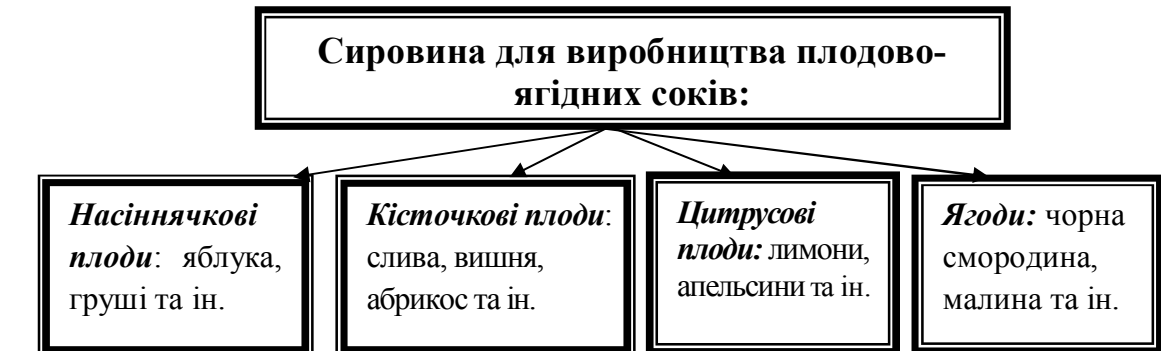 Сировина для виробництва плодово-
ягідних соків:
Насіннячкові
плоди: яблука,
груші та ін.
Кісточкові плоди:
слива, вишня,
абрикос та ін.
Цитрусові
плоди: лимони,
апельсини та ін.
Ягоди: чорна
смородина,
малина та ін.